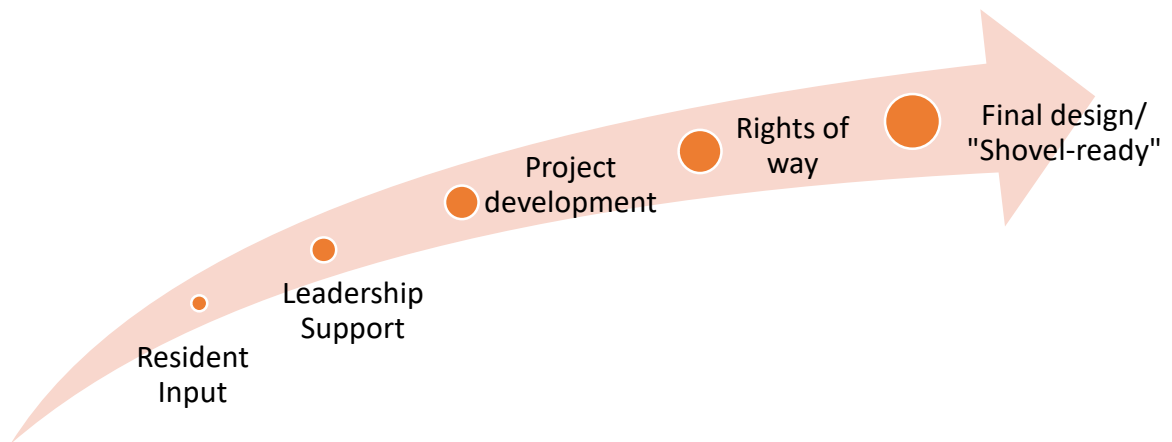 Resident
Input
Leadership
Support
Project
development
Rights of
way
Final design/
"Shovel-ready"